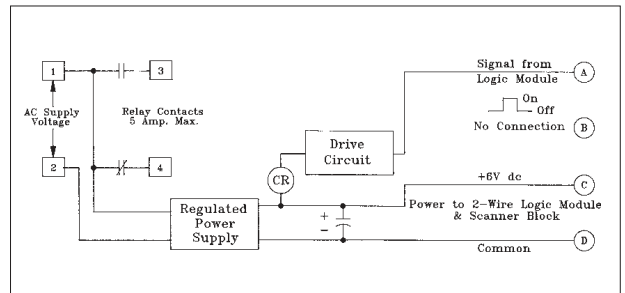 1
3
AC Supply
Voltage
Relay Contacts
5 Amp. Max.
2
4
Signal from
Logic Module
A
On
Off
No Connection
B
Drive
Circuit
CR
+6V dc
C
Power to 2-Wire Logic Module
& Scanner Block
Regulated
Power
Supply
+
-
Common
D